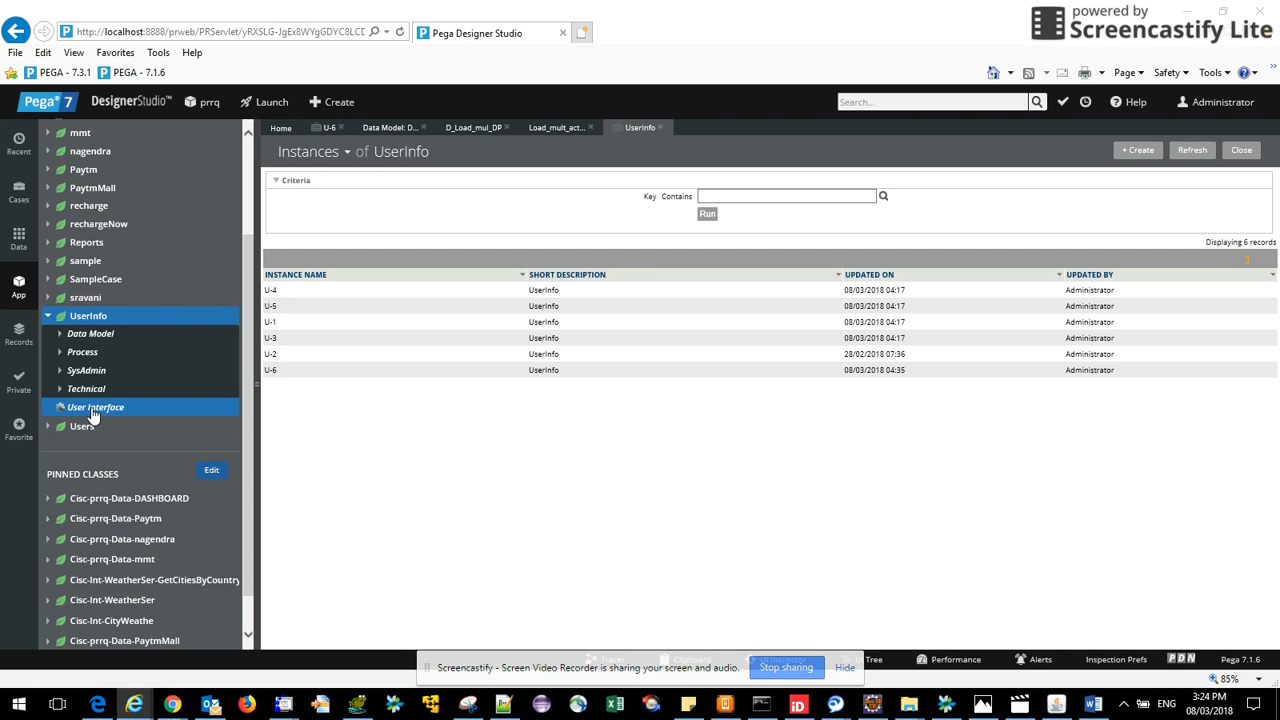 powered by
Screencastify Lite
http://localhost:8888/prweb/PRServlet/yRXSLG-JgEx8WYgGDYC8LCD
Pega Designer Studio
File Edit View Favorites Tools Help
PEGA - 7.3.1 PEGA - 7.1.6
Page Safety Tools
Pega 7 DESIGNERSTUDIO™ prrq Launch Create
Search... Help Administrator
Recent
Cases
Data
App
Records
Private
Favorite
mmt
nagendra
Paytm
PaytmMall
recharge
rechargeNow
Reports
sample
SampleCase
sravani
UserInfo
Data Model
Process
SysAdmin
Technical
User Interface
Users
PINNED CLASSES Edit
Cisc-prrq-Data-DASHBOARD
Cisc-prrq-Data-Paytm
Cisc-prrq-Data-nagendra
Cisc-prrq-Data-mmt
Cisc-Int-WeatherSer-GetCitiesByCountry
Cisc-Int-WeatherSer
Cisc-Int-CityWeathe
Cisc-prrq-Data-PaytmMall
Home U-6 Data Model: D... D_Load_mul_DP Load_mult_act... UserInfo
Instances of UserInfo
+ Create Refresh Close
Criteria
Key Contains
Run
Displaying 6 records
INSTANCE NAME SHORT DESCRIPTION UPDATED ON UPDATED BY
U-4 UserInfo 08/03/2018 04:17 Administrator
U-5 UserInfo 08/03/2018 04:17 Administrator
U-1 UserInfo 08/03/2018 04:17 Administrator
U-3 UserInfo 08/03/2018 04:17 Administrator
U-2 UserInfo 28/02/2018 07:36 Administrator
U-6 UserInfo 08/03/2018 04:35 Administrator
Screencastify - Screen Video Recorder is sharing your screen and audio. Stop sharing Hide
Tracer Clipboard UI Inspector UI Tree Performance Alerts Inspection Prefs PDN Pega 7.1.6
85%
ENG
3:24 PM
08/03/2018